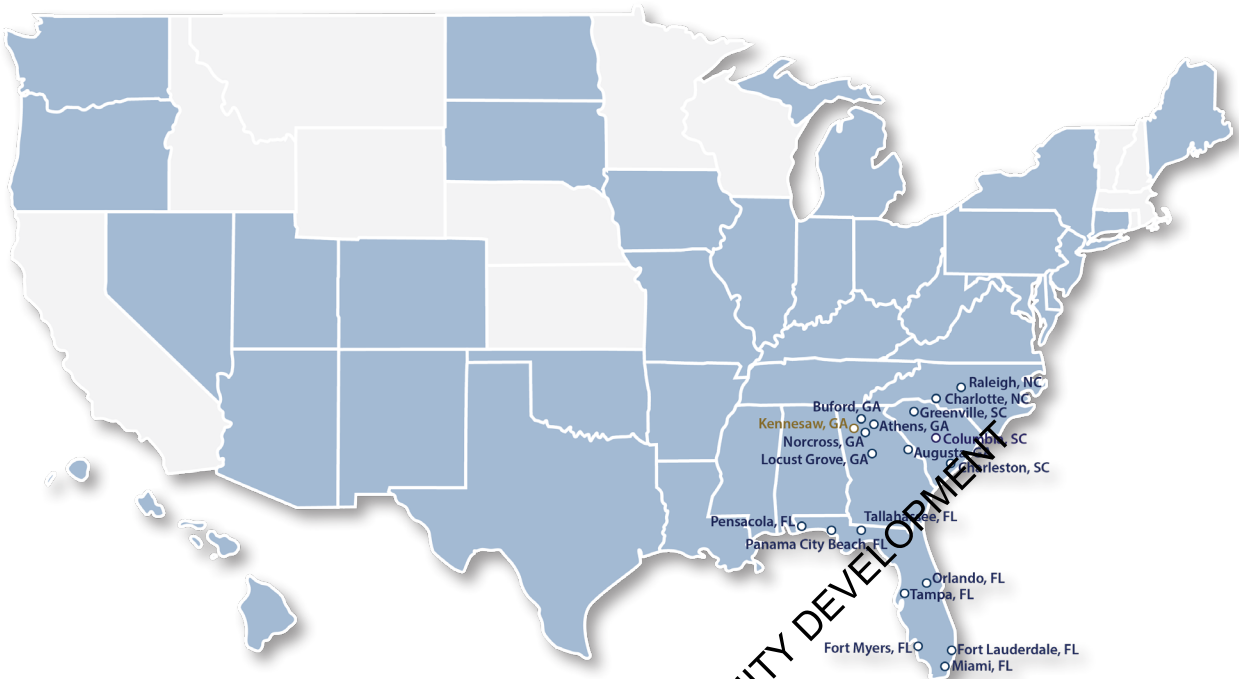 Raleigh, NC
Charlotte, NC
Buford, GA
Greenville, SC
Kennesaw, GA
Athens, GA
Norcross, GA
Columbia, SC
Locust Grove, GA
Augusta
Charleston, SC
Pensacola, FL
Tallahassee, FL
Panama City Beach, FL
Orlando, FL
Tampa, FL
Fort Myers, FL
Fort Lauderdale, FL
Miami, FL
ITY DEVELOPMENT